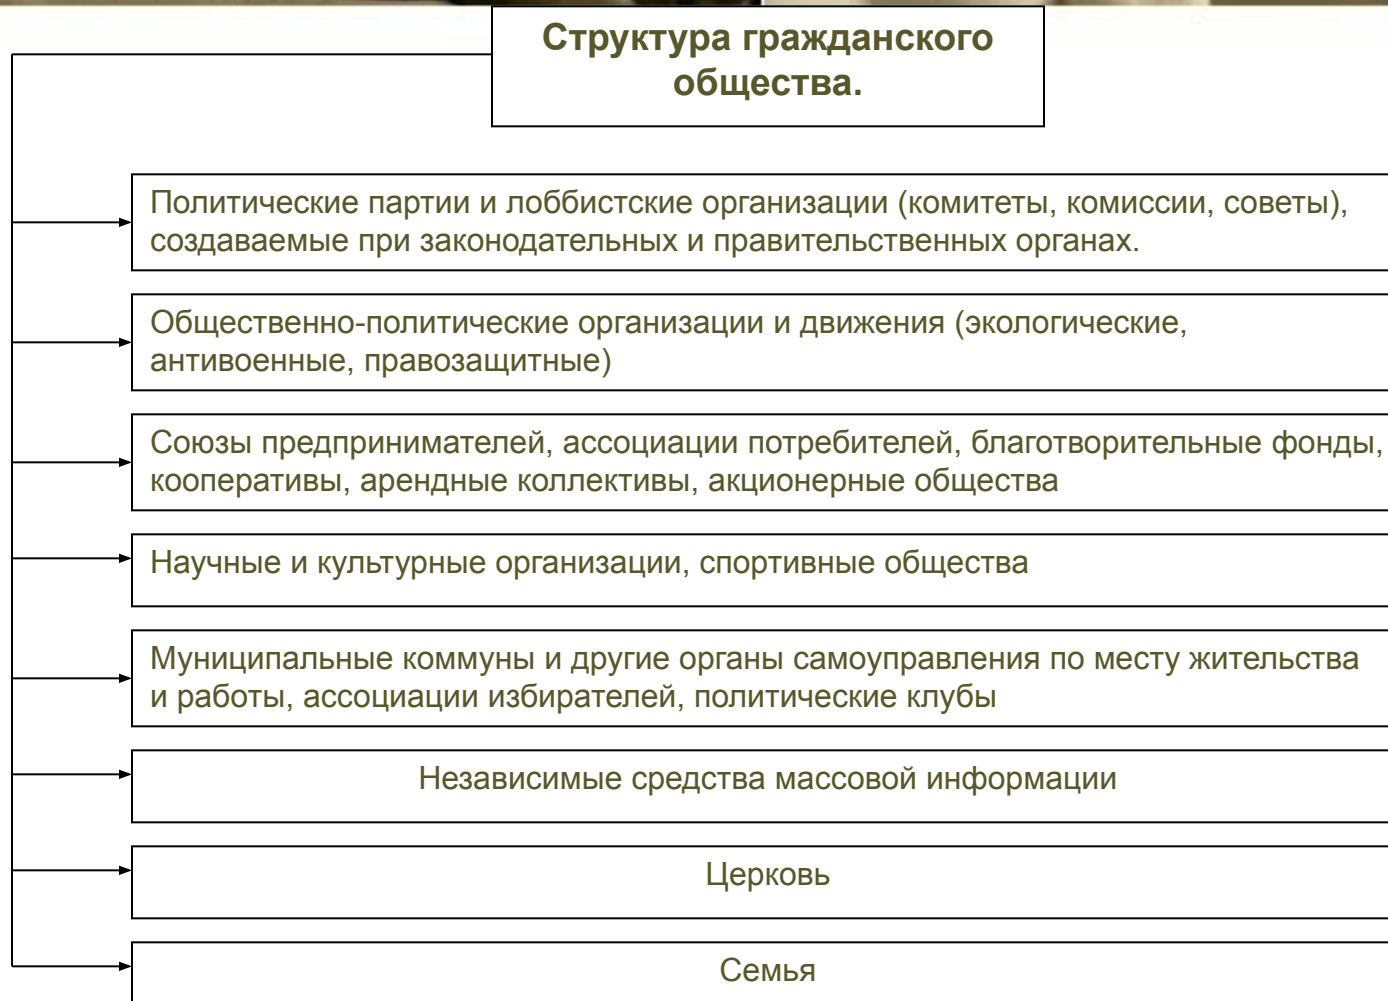 Структура гражданского
общества.
Политические партии и лоббистские организации (комитеты, комиссии, советы),
создаваемые при законодательных и правительственных органах.
Общественно-политические организации и движения (экологические,
антивоенные, правозащитные)
Союзы предпринимателей, ассоциации потребителей, благотворительные фонды,
кооперативы, арендные коллективы, акционерные общества
Научные и культурные организации, спортивные общества
Муниципальные коммуны и другие органы самоуправления по месту жительства
и работы, ассоциации избирателей, политические клубы
Независимые средства массовой информации
Церковь
Семья